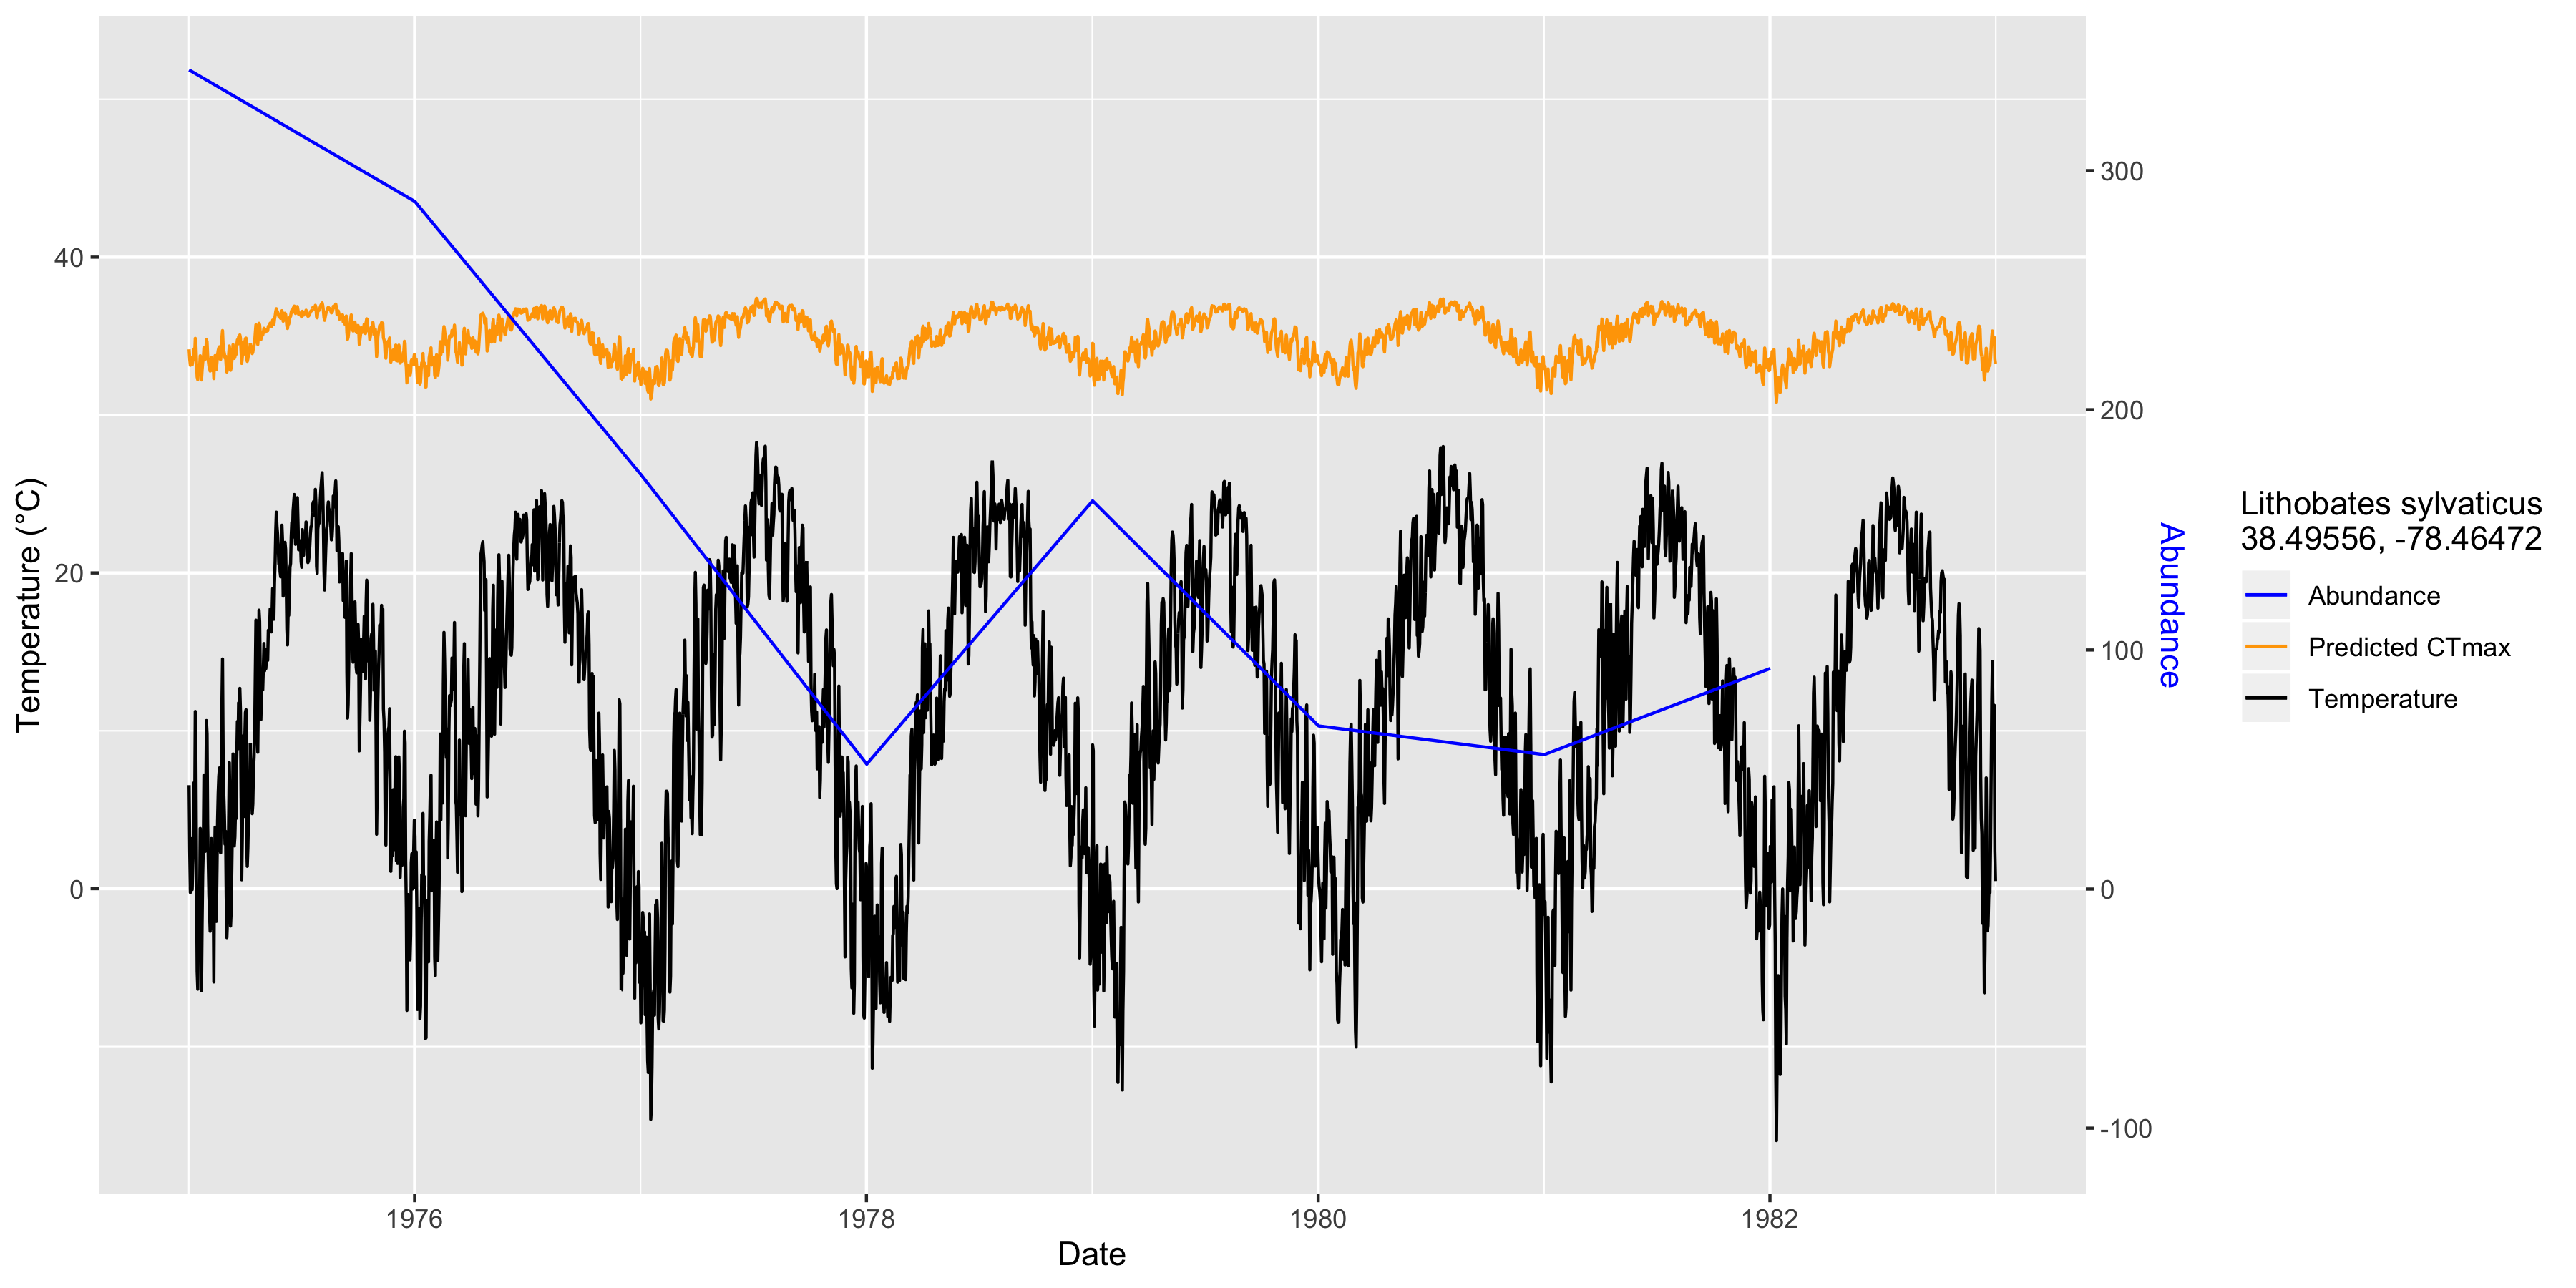 Temperature (°C)
40
20
0
300
200
100
0
-100
Abundance
1976
1978
1980
1982
Date
Lithobates sylvaticus
38.49556, -78.46472
Abundance
Predicted CTmax
Temperature